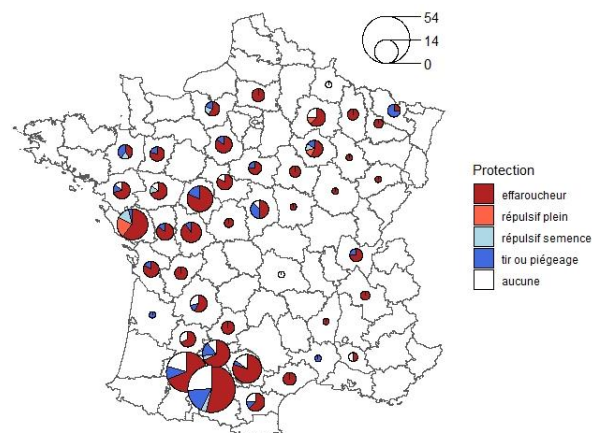 54
14
0
Protection
effaroucheur
répulsif plein
répulsif semence
tir ou piégeage
aucune